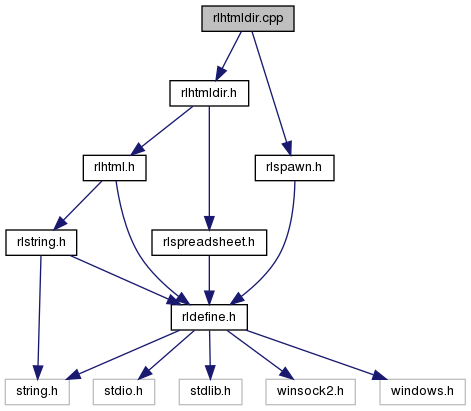 rlhtmldir.cpp
rlhtmldir.h
rlhtml.h
rlspawn.h
rlstring.h
rlspreadsheet.h
rldefine.h
string.h
stdio.h
stdlib.h
winsock2.h
windows.h